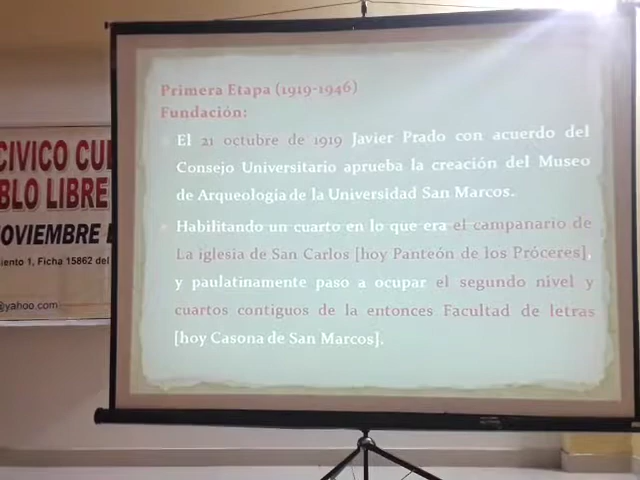 Primera Etapa (1919-1946)
Fundación:
El 21 octubre de 1919 Javier Prado con acuerdo del
Consejo Universitario aprueba la creación del Museo
de Arqueología de la Universidad San Marcos.
Habilitando un cuarto en lo que era el campanario de
La iglesia de San Carlos [hoy Panteón de los Próceres],
y paulatinamente paso a ocupar el segundo nivel y
cuartos contiguos de la entonces Facultad de letras
[hoy Casona de San Marcos].
CIVICO CU
BLO LIBRE
OVIEMBRE
iento 1, Ficha 15862 del
@yahoo.com